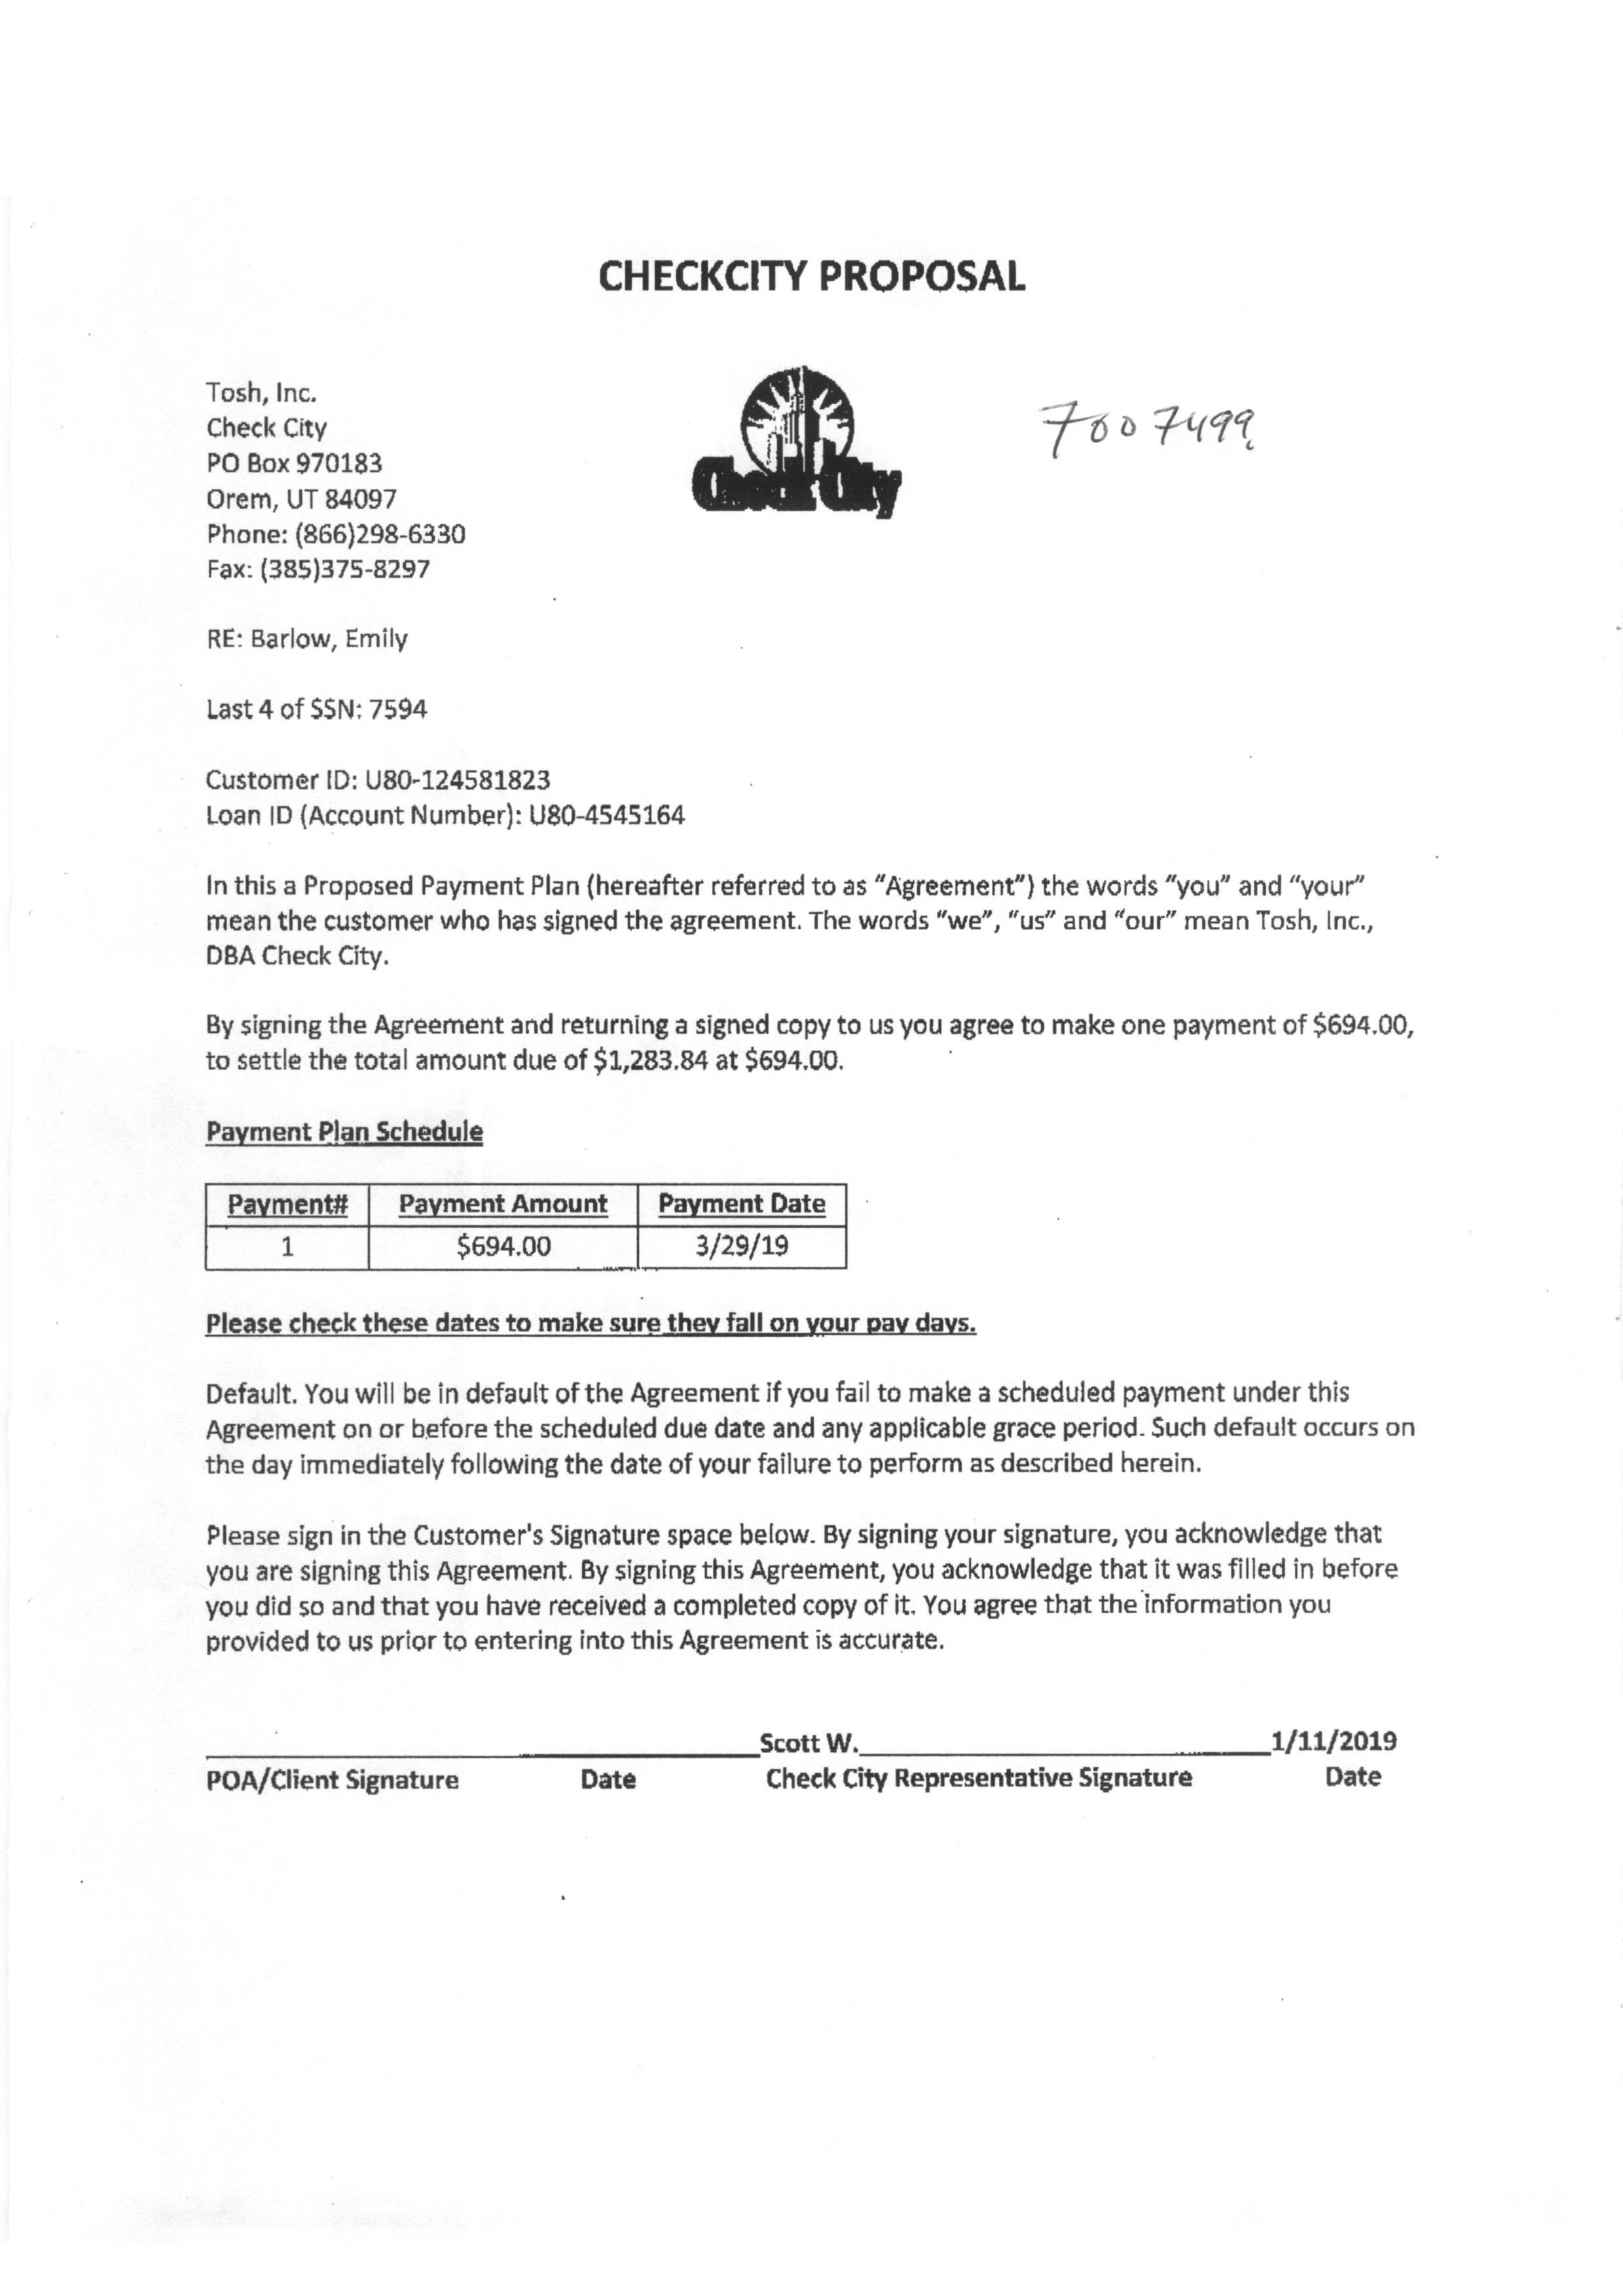 CHECKCITY PROPOSAL
Tosh, Inc.
Check City
PO Box 970183
Orem, UT 84097
Phone: (866)298-6330
Fax: (385)375-8297
Check City
7007499
RE: Barlow, Emily
Last 4 of SSN: 7594
Customer ID: U80-124581823
Loan ID (Account Number): U80-4545164
In this a Proposed Payment Plan (hereafter referred to as “Agreement”) the words “you” and “your”
mean the customer who has signed the agreement. The words “we”, “us” and “our” mean Tosh, Inc.,
DBA Check City.
By signing the Agreement and returning a signed copy to us you agree to make one payment of $694.00,
to settle the total amount due of $1,283.84 at $694.00.
Payment Plan Schedule
Payment# Payment Amount Payment Date
1 $694.00 3/29/19
Please check these dates to make sure they fall on your pay days.
Default. You will be in default of the Agreement if you fail to make a scheduled payment under this
Agreement on or before the scheduled due date and any applicable grace period. Such default occurs on
the day immediately following the date of your failure to perform as described herein.
Please sign in the Customer's Signature space below. By signing your signature, you acknowledge that
you are signing this Agreement. By signing this Agreement, you acknowledge that it was filled in before
you did so and that you have received a completed copy of it. You agree that the information you
provided to us prior to entering into this Agreement is accurate.
Scott W. 1/11/2019
POA/Client Signature Date Check City Representative Signature Date